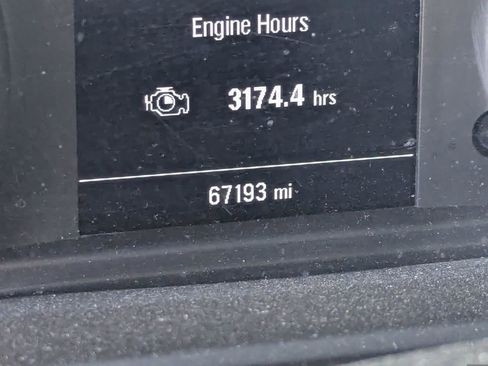 Engine Hours
3174.4 hrs
67193 mi